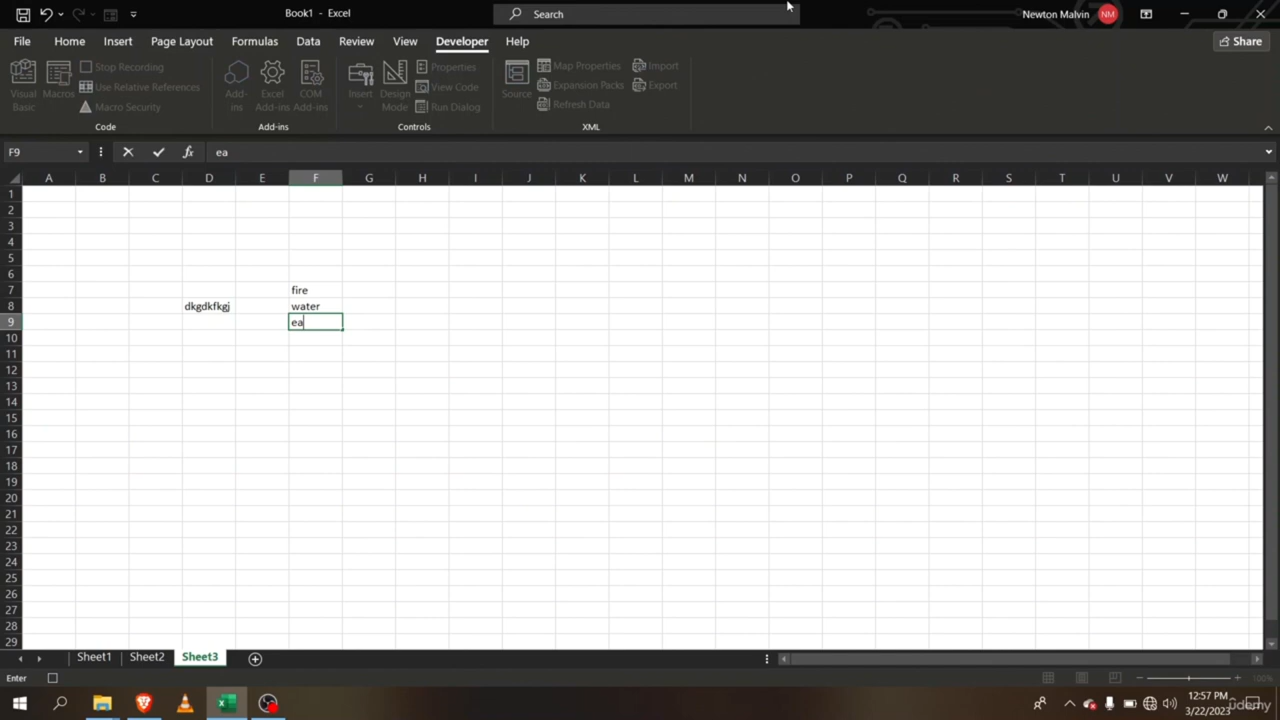 Book1 - Excel
Search
Newton Malvin NM
File Home Insert Page Layout Formulas Data Review View Developer Help
Share
Visual Basic
Macros
Stop Recording
Use Relative References
Macro Security
Code
Add-ins
Excel Add-ins
COM Add-ins
Add-ins
Insert
Design Mode
Properties
View Code
Run Dialog
Controls
Source
Map Properties
Expansion Packs
Refresh Data
Import
Export
XML
F9 fx ea
A B C D E F G H I J K L M N O P Q R S T U V W
1
2
3
4
5
6
7 fire
8 dkgdkfkgj water
9 ea
10
11
12
13
14
15
16
17
18
19
20
21
22
23
24
25
26
27
28
29
Sheet1 Sheet2 Sheet3
Enter 100%
12:57 PM
3/22/2023
ûdemy